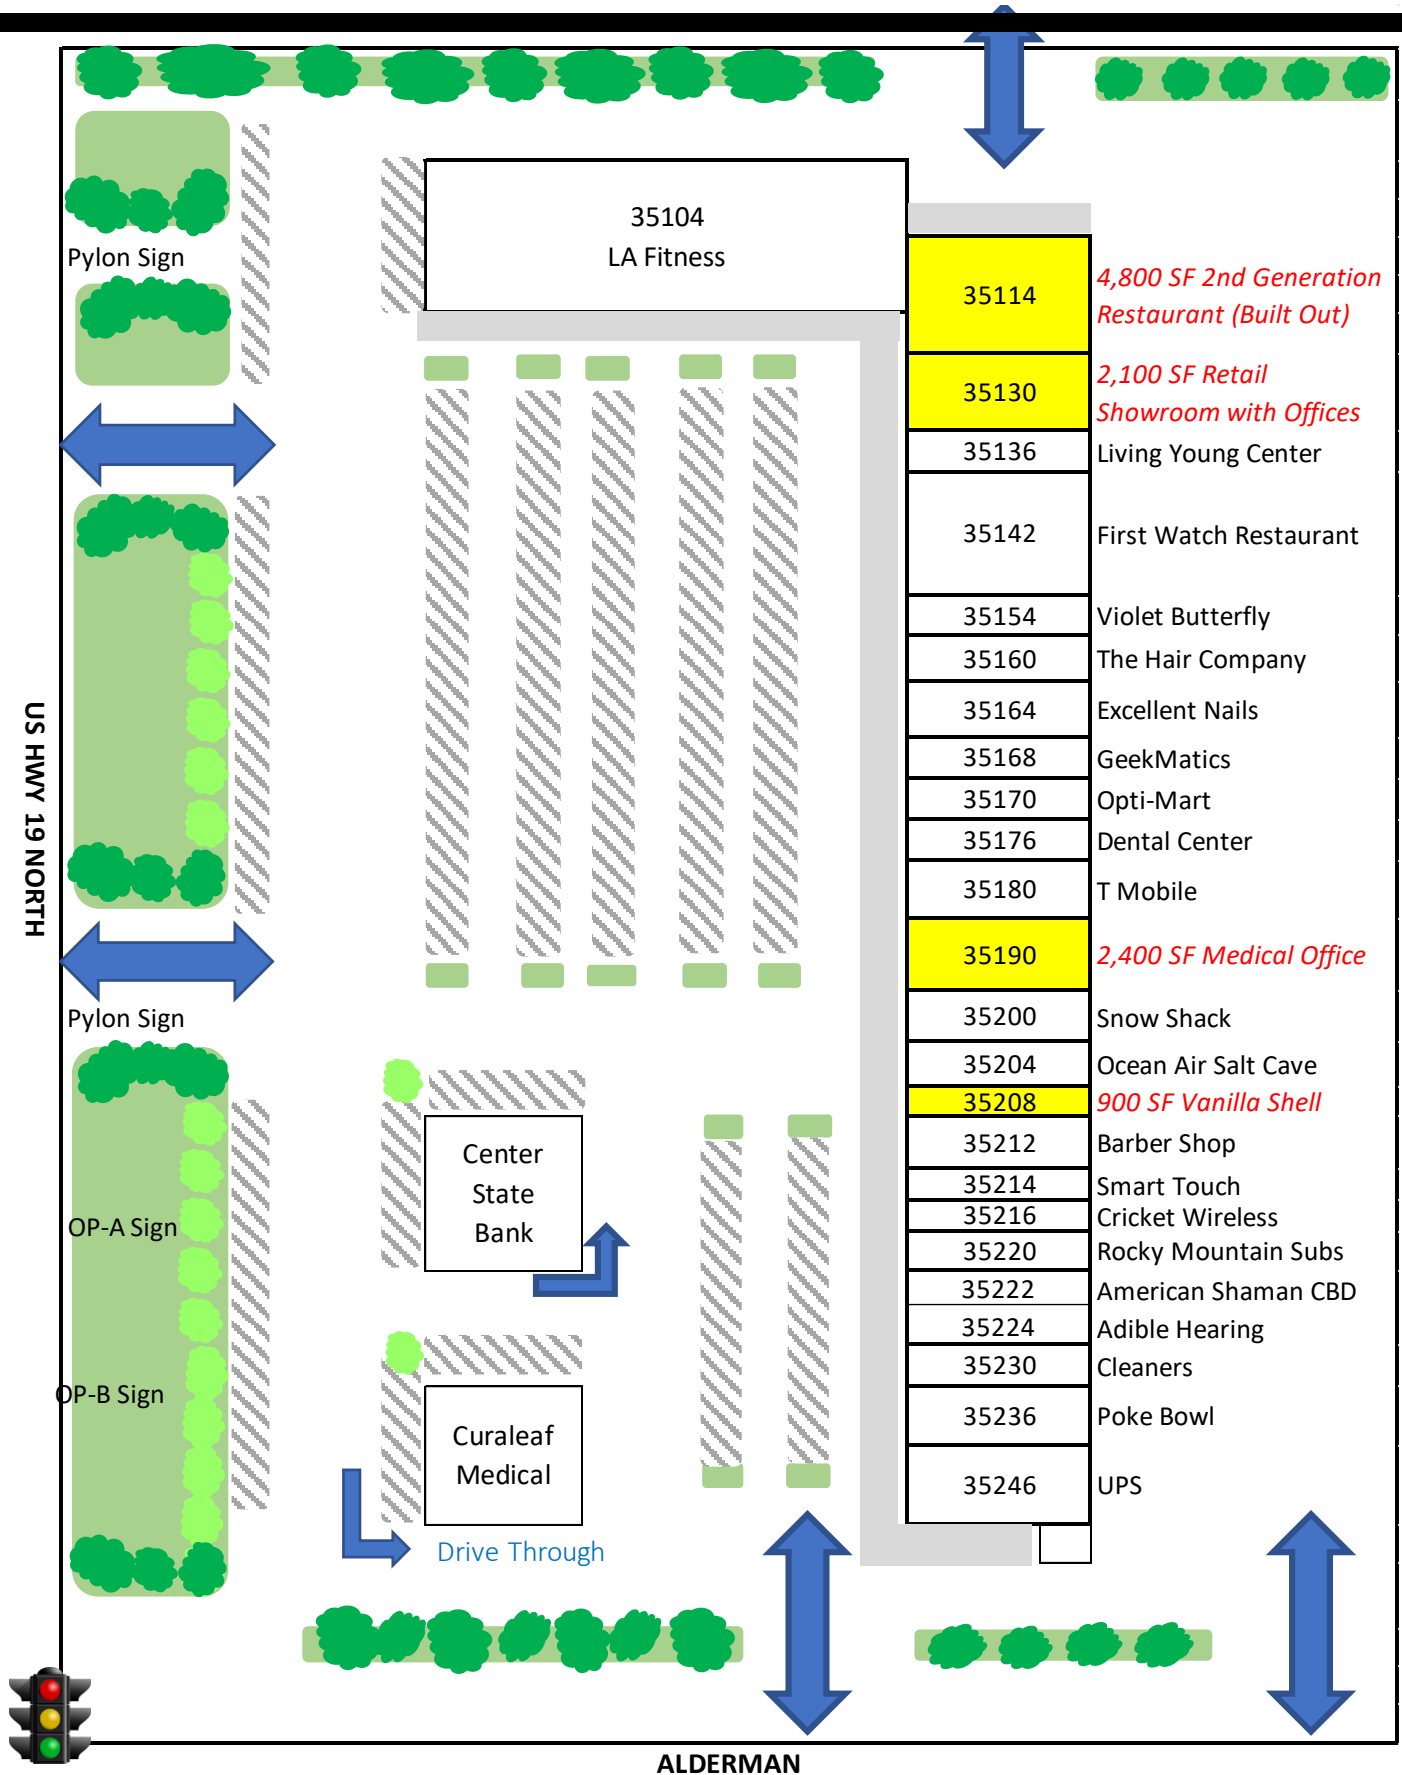 35104
LA Fitness
Pylon Sign
35114
4,800 SF 2nd Generation
Restaurant (Built Out)
35130
2,100 SF Retail
Showroom with Offices
35136
Living Young Center
35142
First Watch Restaurant
35154
Violet Butterfly
35160
The Hair Company
35164
Excellent Nails
35168
GeekMatics
35170
Opti-Mart
35176
Dental Center
35180
T Mobile
US HWY 19 NORTH
35190
2,400 SF Medical Office
Pylon Sign
35200
Snow Shack
35204
Ocean Air Salt Cave
35208
900 SF Vanilla Shell
35212
Barber Shop
Center
State
Bank
35214
Smart Touch
35216
Cricket Wireless
OP-A Sign
35220
Rocky Mountain Subs
35222
American Shaman CBD
35224
Adible Hearing
35230
Cleaners
OP-B Sign
35236
Poke Bowl
Curaleaf
Medical
35246
UPS
Drive Through
ALDERMAN